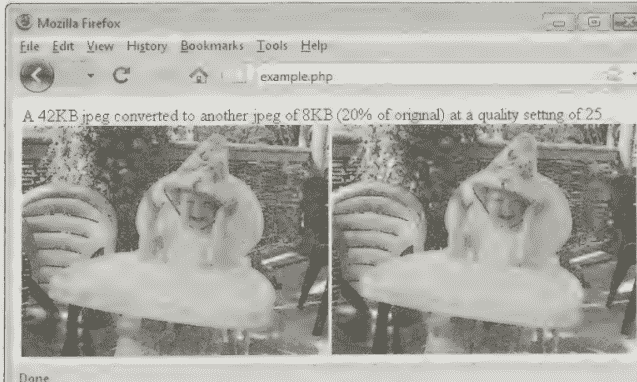 Mozilla Firefox
File Edit View History Bookmarks Tools Help
example.php
A 42KB jpeg converted to another jpeg of 8KB (20% of original) at a quality setting of 25
Done